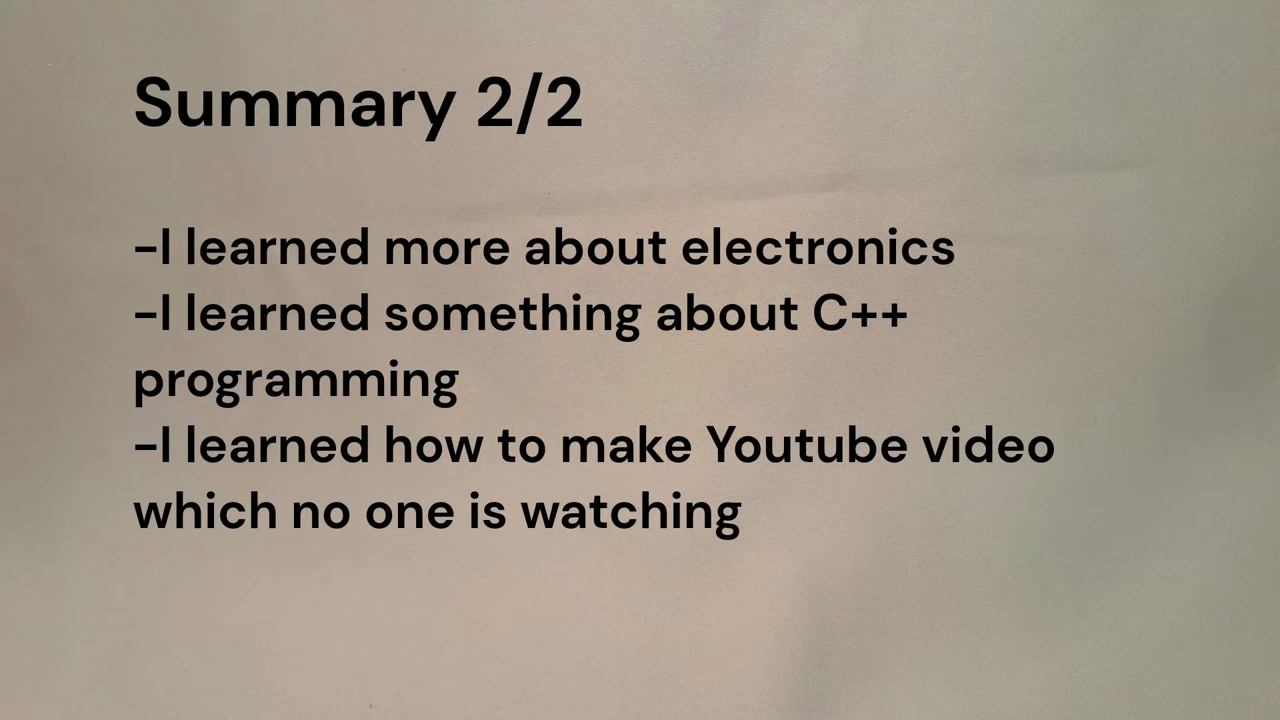 Summary 2/2
-I learned more about electronics
-I learned something about C++
programming
-I learned how to make Youtube video
which no one is watching